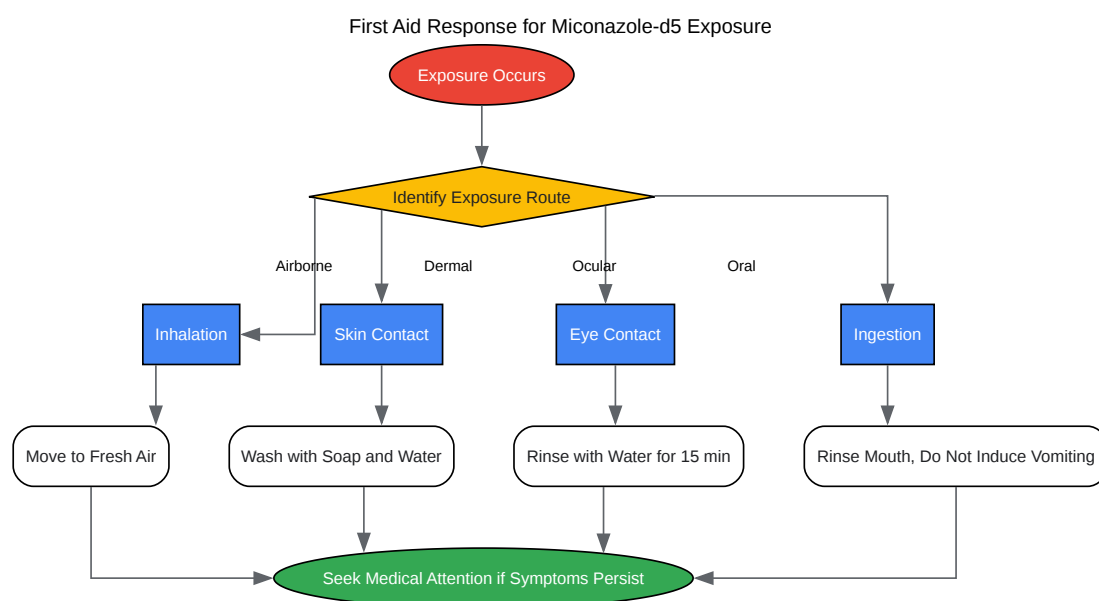 First Aid Response for Miconazole-d5 Exposure
Exposure Occurs
Identify Exposure Route
Airborne
Dermal
Ocular
Oral
Inhalation
Skin Contact
Eye Contact
Ingestion
Move to Fresh Air
Wash with Soap and Water
Rinse with Water for 15 min
Rinse Mouth, Do Not Induce Vomiting
Seek Medical Attention if Symptoms Persist